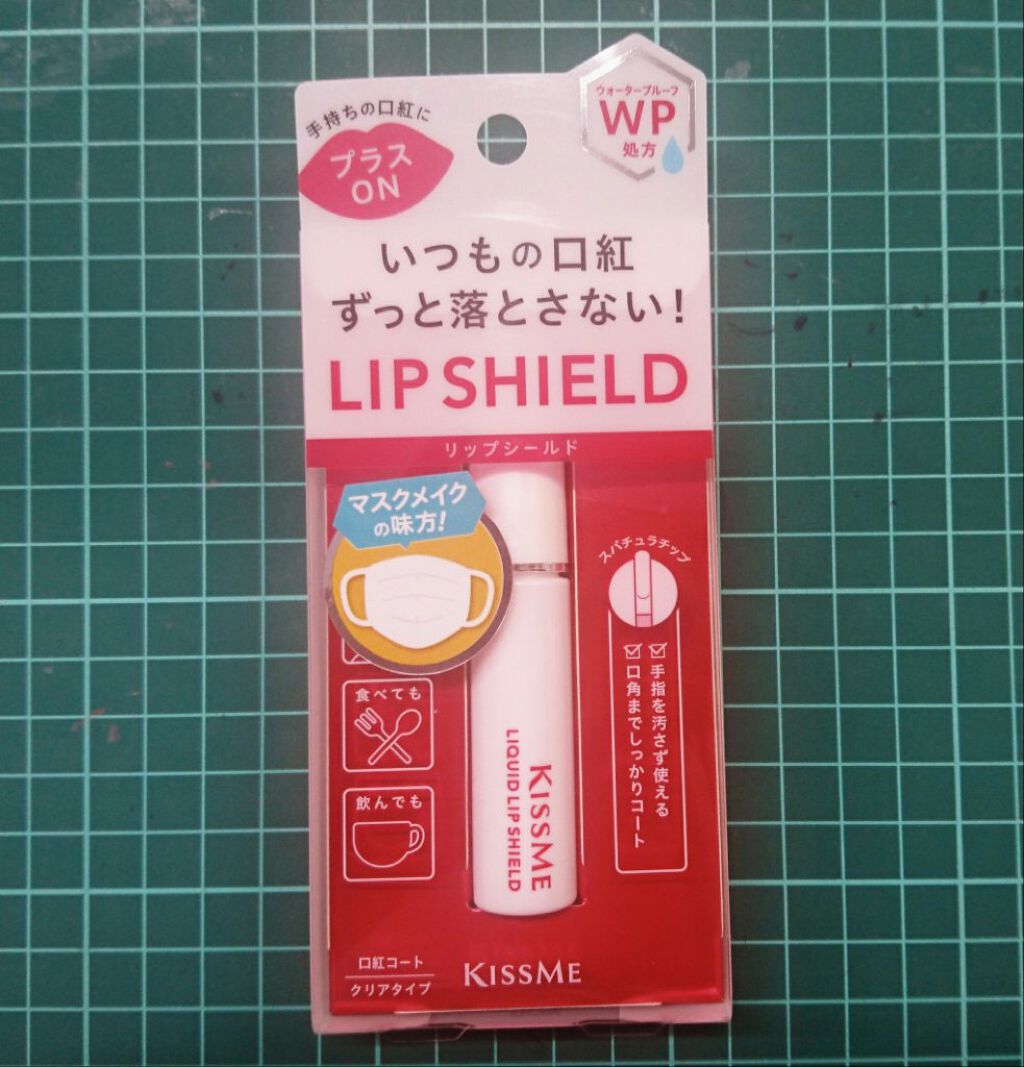 手持ちの口紅に
プラス
ON
ウォータープルーフ
WP
処方
いつもの口紅
ずっと落とさない!
LIP SHIELD
リップシールド
マスクメイク
の味方!
スパチュラチップ
手指を汚さず使える
口角までしっかりコート
食べても
飲んでも
KISSME
LIQUID LIP SHIELD
口紅コート
クリアタイプ
KISSME